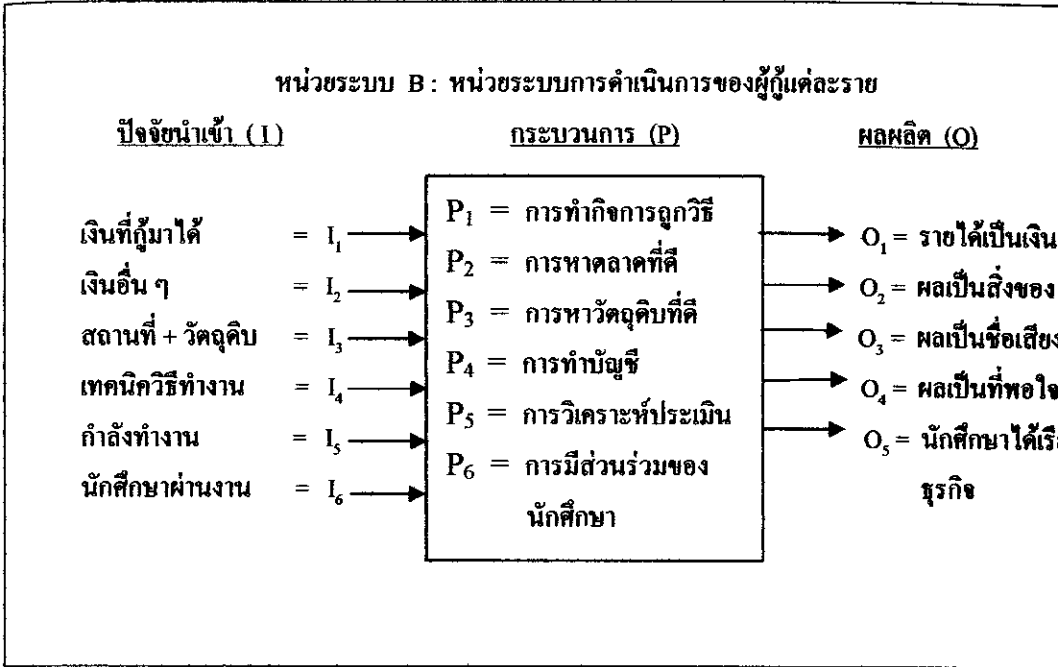 หน่วยระบบ B : หน่วยระบบการดำเนินการของผู้กู้แต่ละราย
ปัจจัยนำเข้า (I)
กระบวนการ (P)
ผลผลิต (O)
เงินที่กู้มาได้ = I₁
เงินอื่น ๆ = I₂
สถานที่ + วัตถุดิบ = I₃
เทคนิควิธีทำงาน = I₄
กำลังทำงาน = I₅
นักศึกษาผ่านงาน = I₆
P₁ = การทำกิจการถูกวิธี
P₂ = การหาตลาดที่ดี
P₃ = การหาวัตถุดิบที่ดี
P₄ = การทำบัญชี
P₅ = การวิเคราะห์ประเมิน
P₆ = การมีส่วนร่วมของ
นักศึกษา
O₁ = รายได้เป็นเงิน
O₂ = ผลเป็นสิ่งของ
O₃ = ผลเป็นชื่อเสียง
O₄ = ผลเป็นที่พอใจ
O₅ = นักศึกษาได้
ธุรกิจ